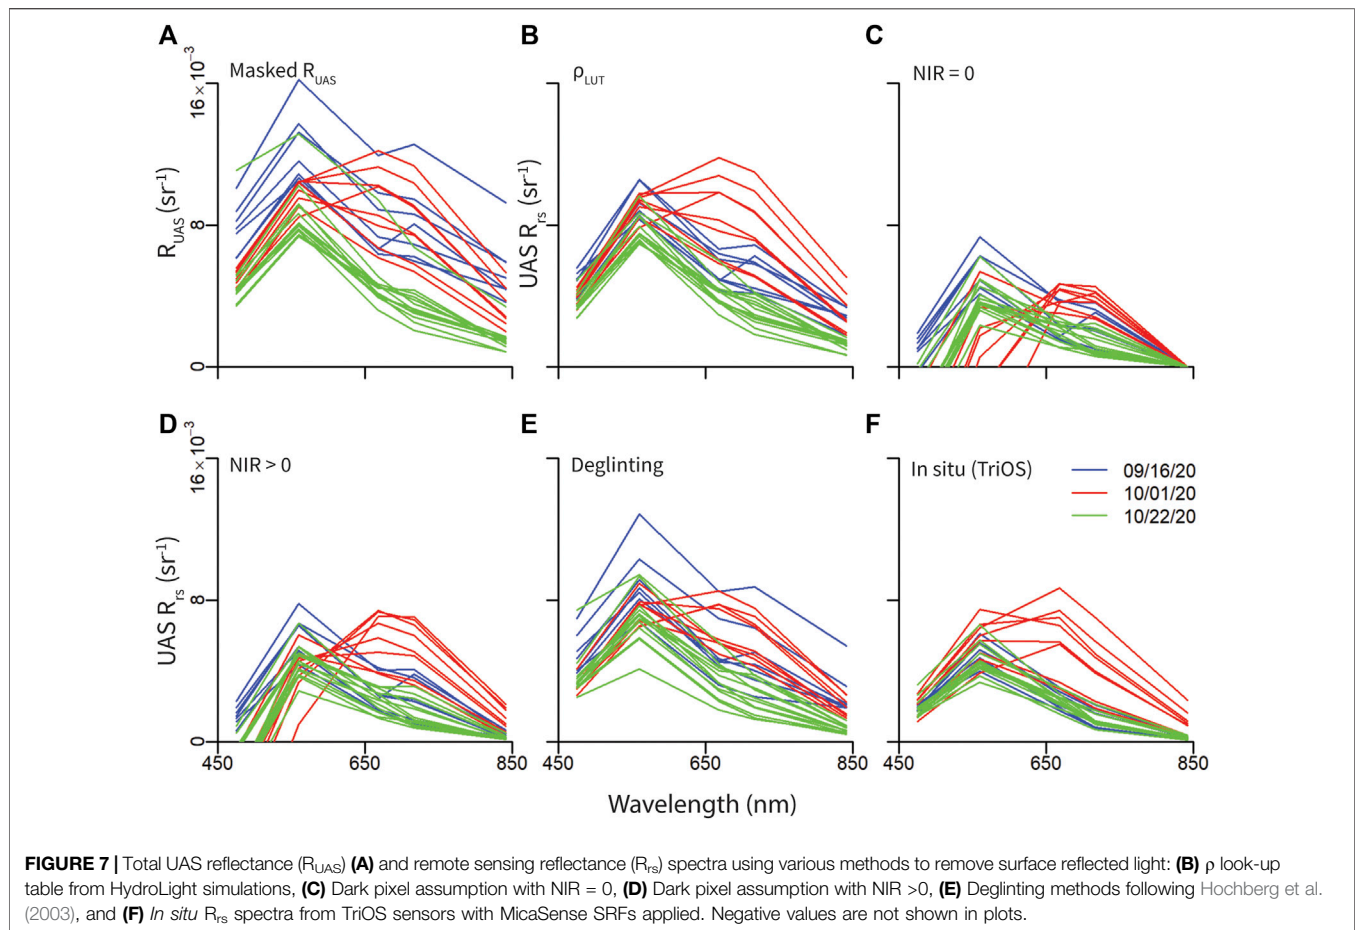 A
B
C
Masked R_UAS
ρ_LUT
NIR = 0
16×10⁻³
8
0
R_UAS (sr⁻¹)
UAS R_rs (sr⁻¹)
D
E
F
NIR > 0
Deglinting
In situ (TriOS)
09/16/20
10/01/20
10/22/20
16×10⁻³
8
0
UAS R_rs (sr⁻¹)
450 650 850
450 650 850
450 650 850
Wavelength (nm)
FIGURE 7 | Total UAS reflectance (R_UAS) (A) and remote sensing reflectance (R_rs) spectra using various methods to remove surface reflected light: (B) ρ look-up
table from HydroLight simulations, (C) Dark pixel assumption with NIR = 0, (D) Dark pixel assumption with NIR >0, (E) Deglinting methods following Hochberg et al.
(2003), and (F) In situ R_rs spectra from TriOS sensors with MicaSense SRFs applied. Negative values are not shown in plots.